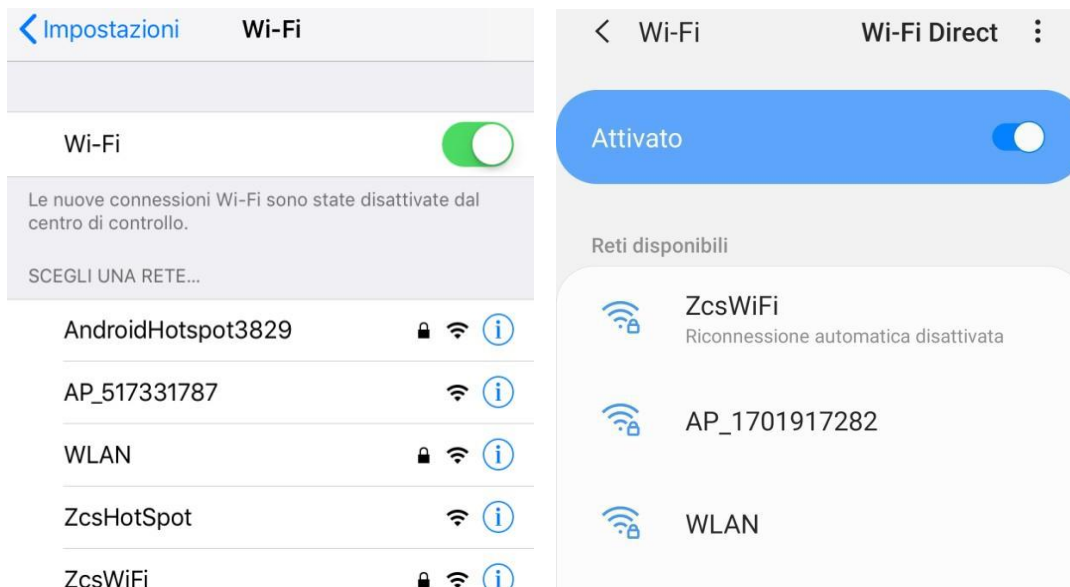 Impostazioni
Wi-Fi
Wi-Fi
Le nuove connessioni Wi-Fi sono state disattivate dal
centro di controllo.
SCEGLI UNA RETE...
AndroidHotspot3829
AP_517331787
WLAN
ZcsHotSpot
ZcsWiFi
Wi-Fi
Wi-Fi Direct
Attivato
Reti disponibili
ZcsWiFi
Riconnessione automatica disattivata
AP_1701917282
WLAN